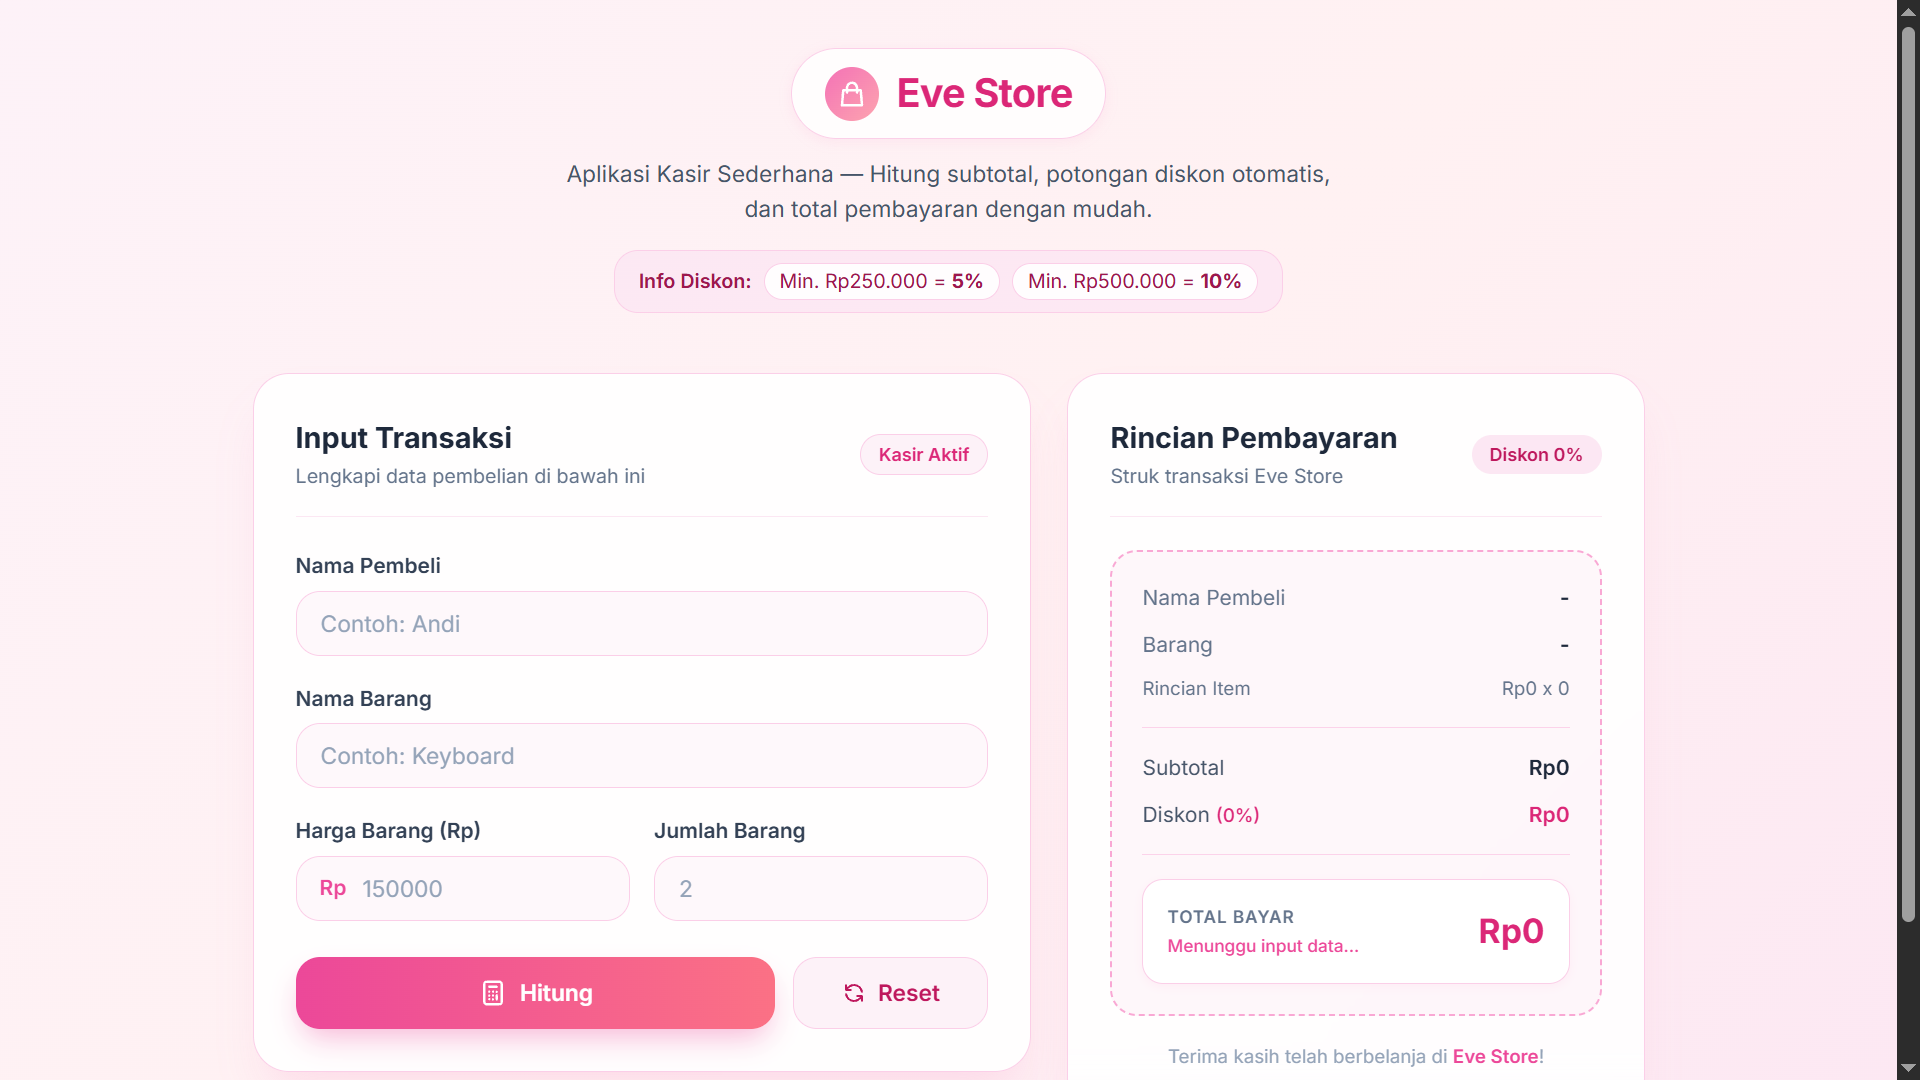 Eve Store
Aplikasi Kasir Sederhana — Hitung subtotal, potongan diskon otomatis,
dan total pembayaran dengan mudah.
Info Diskon: Min. Rp250.000 = 5% Min. Rp500.000 = 10%
Input Transaksi
Lengkapi data pembelian di bawah ini
Kasir Aktif
Nama Pembeli
Contoh: Andi
Nama Barang
Contoh: Keyboard
Harga Barang (Rp)
Rp 150000
Jumlah Barang
2
Hitung
Reset
Rincian Pembayaran
Struk transaksi Eve Store
Diskon 0%
Nama Pembeli -
Barang -
Rincian Item Rp0 x 0
Subtotal Rp0
Diskon (0%) Rp0
TOTAL BAYAR
Menunggu input data...
Rp0
Terima kasih telah berbelanja di Eve Store!